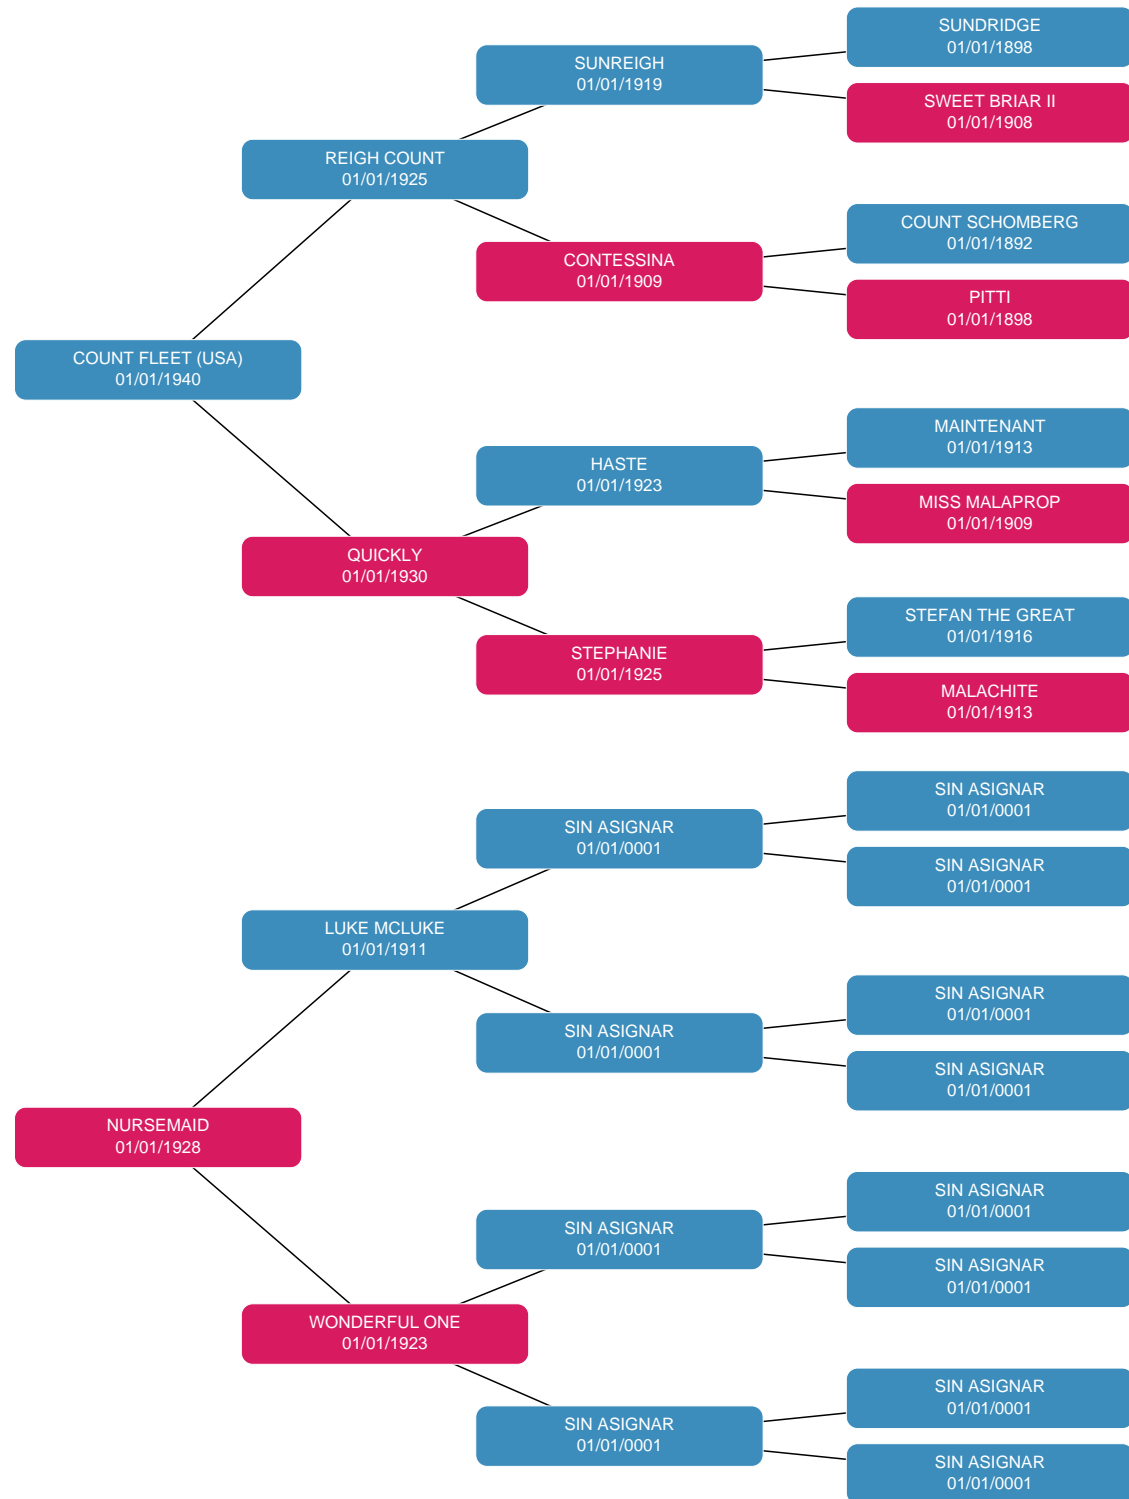 SUNDRIDGE
01/01/1898
SUNREIGH
01/01/1919
SWEET BRIAR II
01/01/1908
REIGH COUNT
01/01/1925
COUNT SCHOMBERG
01/01/1892
CONTESSINA
01/01/1909
PITTI
01/01/1898
COUNT FLEET (USA)
01/01/1940
MAINTENANT
01/01/1913
HASTE
01/01/1923
MISS MALAPROP
01/01/1909
QUICKLY
01/01/1930
STEFAN THE GREAT
01/01/1916
STEPHANIE
01/01/1925
MALACHITE
01/01/1913
SIN ASIGNAR
01/01/0001
SIN ASIGNAR
01/01/0001
SIN ASIGNAR
01/01/0001
LUKE MCLUKE
01/01/1911
SIN ASIGNAR
01/01/0001
SIN ASIGNAR
01/01/0001
SIN ASIGNAR
01/01/0001
NURSEMAID
01/01/1928
SIN ASIGNAR
01/01/0001
SIN ASIGNAR
01/01/0001
SIN ASIGNAR
01/01/0001
WONDERFUL ONE
01/01/1923
SIN ASIGNAR
01/01/0001
SIN ASIGNAR
01/01/0001
SIN ASIGNAR
01/01/0001